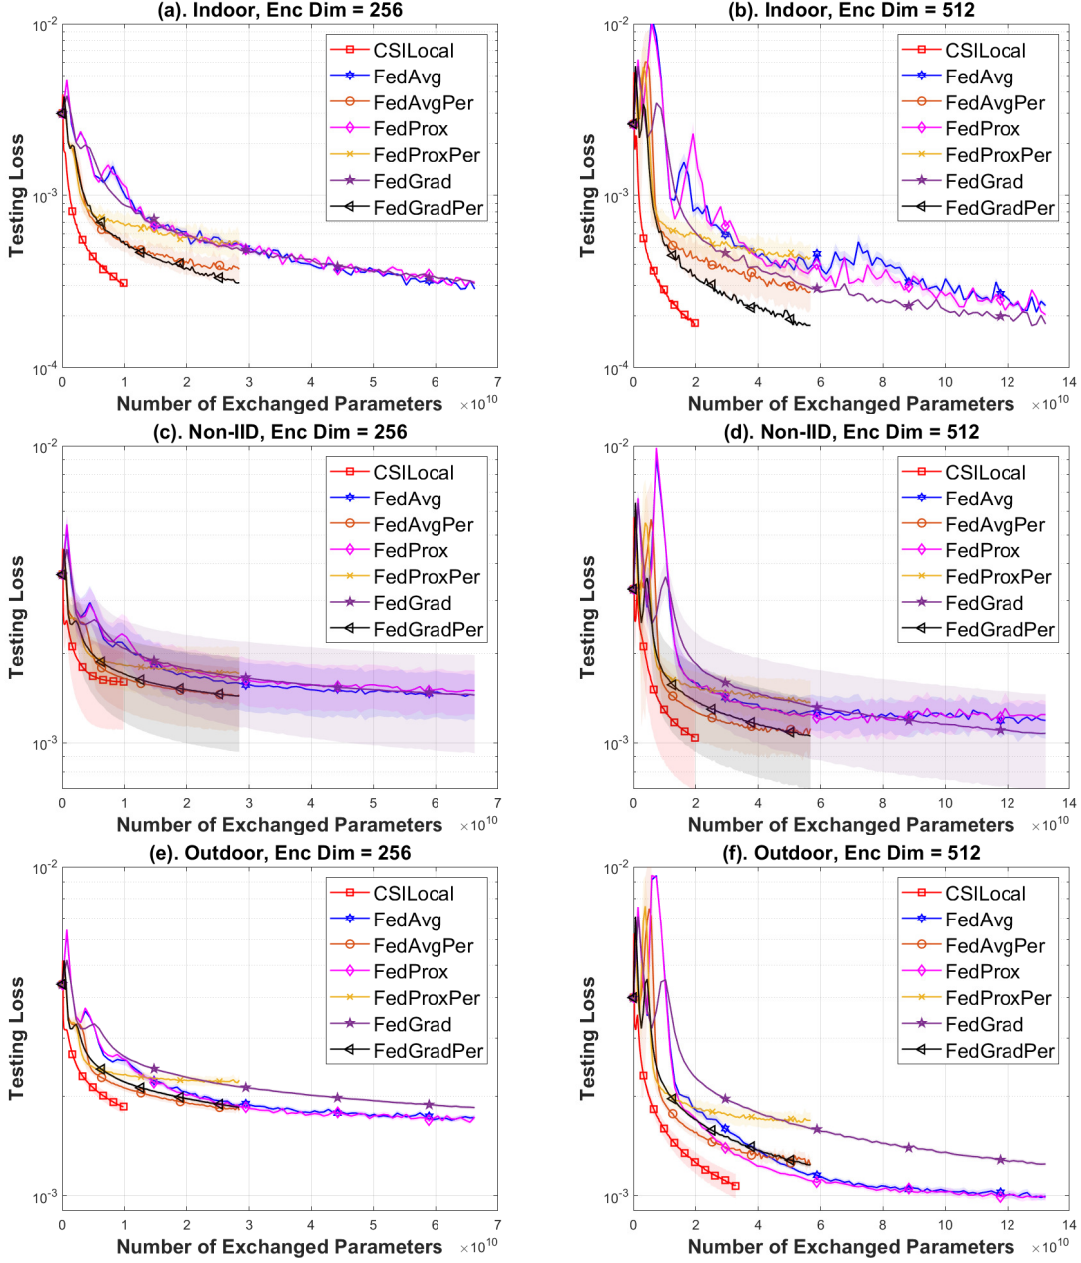 (a). Indoor, Enc Dim = 256
10^-2
10^-3
10^-4
Testing Loss
CSILocal
FedAvg
FedAvgPer
FedProx
FedProxPer
FedGrad
FedGradPer
0 1 2 3 4 5 6 7
Number of Exchanged Parameters ×10^10
(b). Indoor, Enc Dim = 512
10^-2
10^-3
10^-4
Testing Loss
CSILocal
FedAvg
FedAvgPer
FedProx
FedProxPer
FedGrad
FedGradPer
0 2 4 6 8 10 12 14
Number of Exchanged Parameters ×10^10
(c). Non-IID, Enc Dim = 256
10^-2
10^-3
Testing Loss
CSILocal
FedAvg
FedAvgPer
FedProx
FedProxPer
FedGrad
FedGradPer
0 1 2 3 4 5 6 7
Number of Exchanged Parameters ×10^10
(d). Non-IID, Enc Dim = 512
10^-2
10^-3
Testing Loss
CSILocal
FedAvg
FedAvgPer
FedProx
FedProxPer
FedGrad
FedGradPer
0 2 4 6 8 10 12 14
Number of Exchanged Parameters ×10^10
(e). Outdoor, Enc Dim = 256
10^-2
10^-3
Testing Loss
CSILocal
FedAvg
FedAvgPer
FedProx
FedProxPer
FedGrad
FedGradPer
0 1 2 3 4 5 6 7
Number of Exchanged Parameters ×10^10
(f). Outdoor, Enc Dim = 512
10^-2
10^-3
Testing Loss
CSILocal
FedAvg
FedAvgPer
FedProx
FedProxPer
FedGrad
FedGradPer
0 2 4 6 8 10 12 14
Number of Exchanged Parameters ×10^10